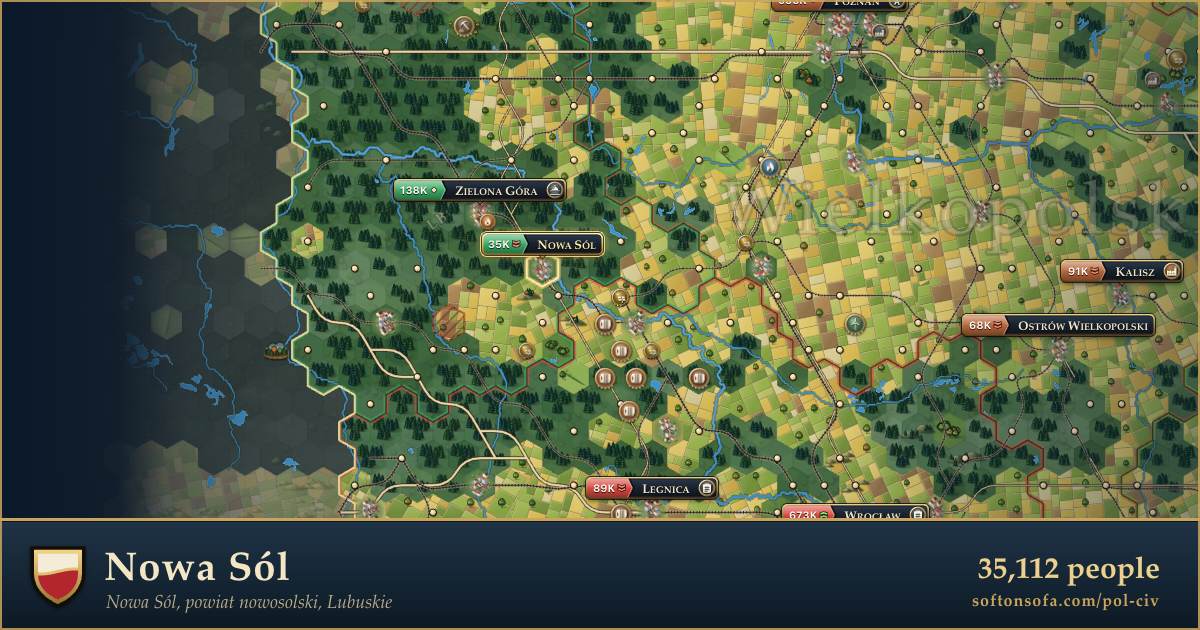 POZNAŃ
138K ZIELONA GÓRA
Wielkopolsk
35K NOWA SÓL
91K KALISZ
68K OSTRÓW WIELKOPOLSKI
89K LEGNICA
673K WROCŁAW
Nowa Sól
35,112 people
Nowa Sól, powiat nowosolski, Lubuskie
softonsofa.com/pol-civ